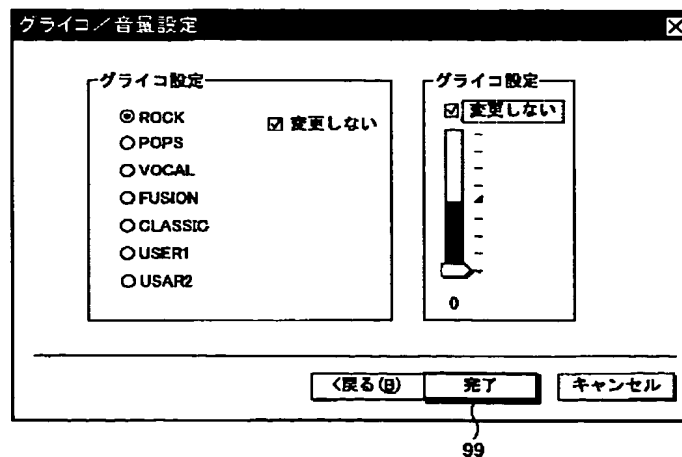 グライコ／音量設定
グライコ設定
ROCK
変更しない
POPS
VOCAL
FUSION
CLASSIC
USER1
USAR2
グライコ設定
変更しない
0
<戻る(B)
完了
キャンセル
99